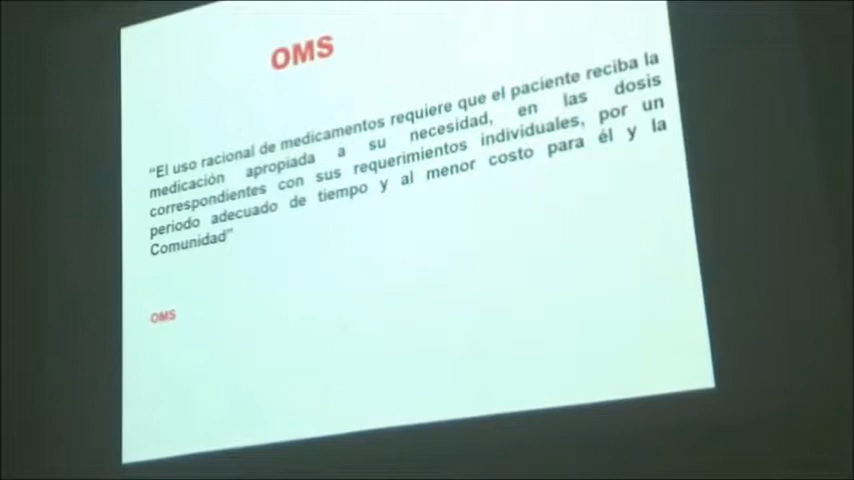 OMS
“El uso racional de medicamentos requiere que el paciente reciba la
medicación apropiada a su necesidad, en las dosis
correspondientes con sus requerimientos individuales, por un
periodo adecuado de tiempo y al menor costo para él y la
Comunidad”
OMS